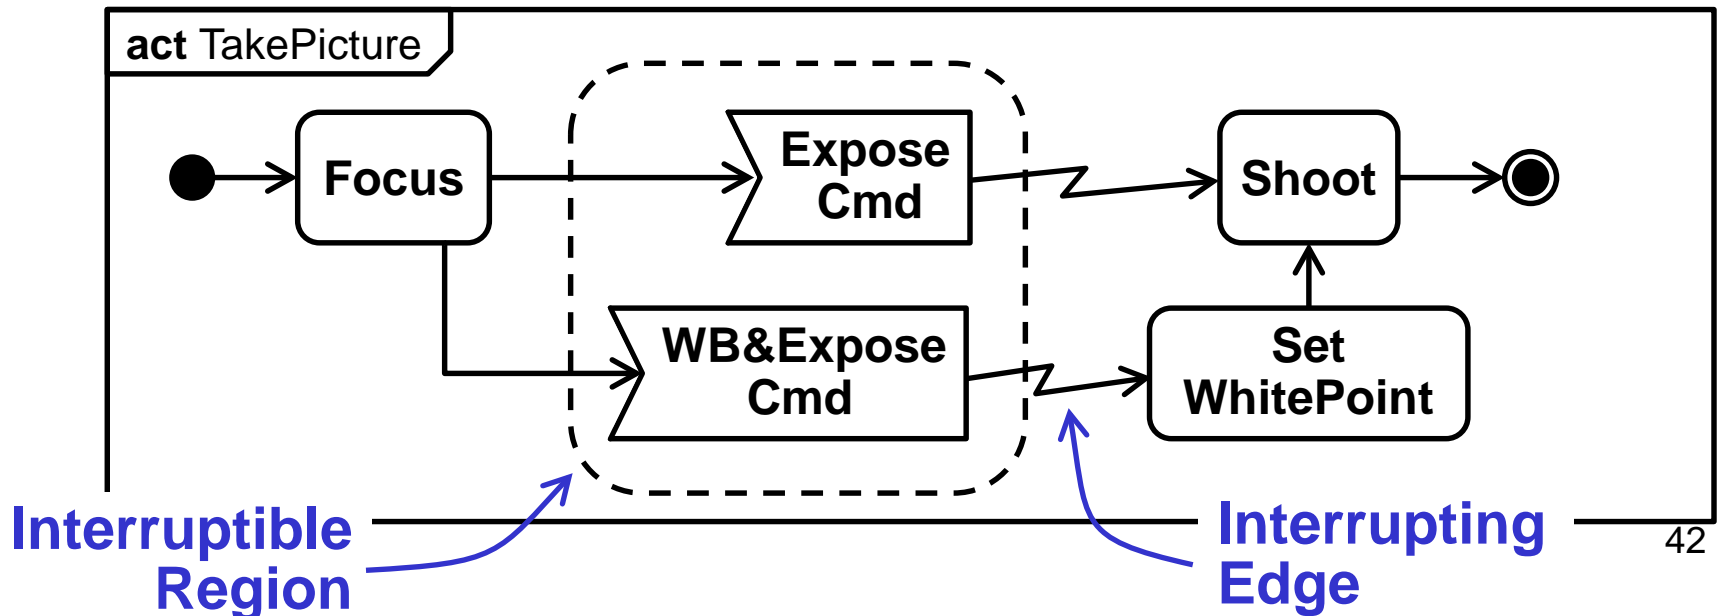 act TakePicture
Focus
Expose
Cmd
Shoot
WB&Expose
Cmd
Set
WhitePoint
Interruptible
Region
Interrupting
Edge
42